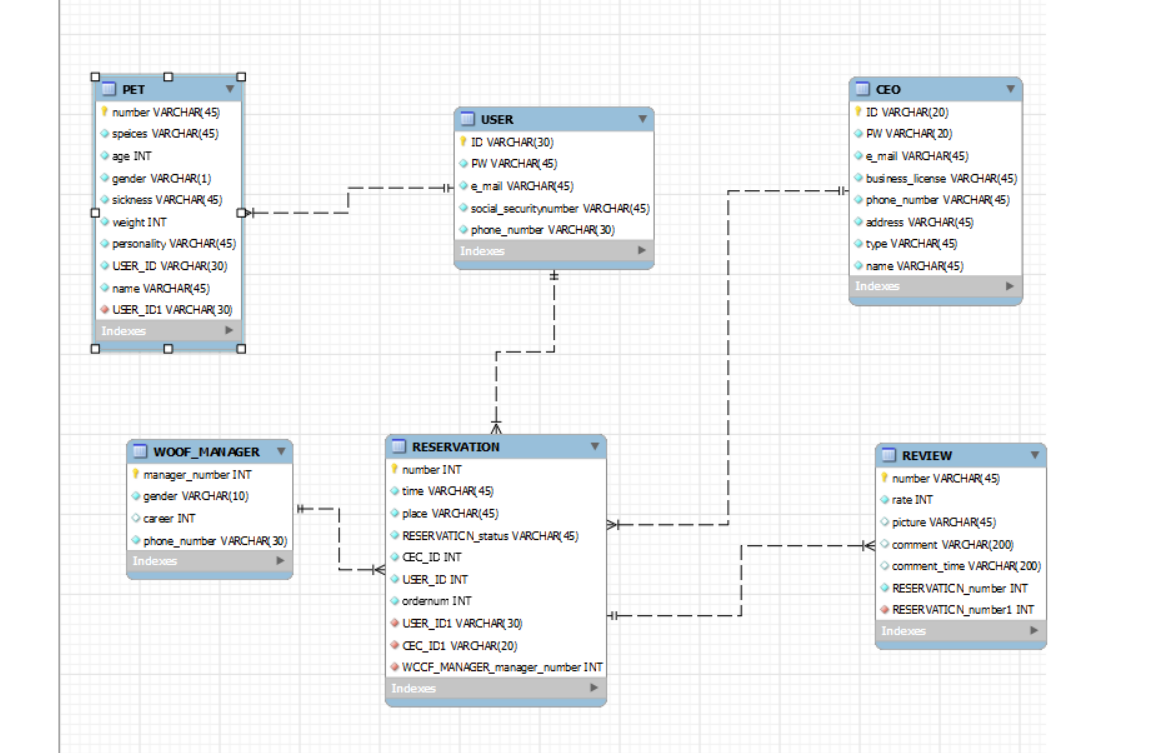 PET
number VARCHAR(45)
speices VARCHAR(45)
age INT
gender VARCHAR(1)
sickness VARCHAR(45)
weight INT
personality VARCHAR(45)
USER_ID VARCHAR(30)
name VARCHAR(45)
USER_ID1 VARCHAR(30)
Indexes
USER
ID VARCHAR(30)
PW VARCHAR(45)
e_mail VARCHAR(45)
social_securitynumber VARCHAR(45)
phone_number VARCHAR(30)
Indexes
CEO
ID VARCHAR(20)
PW VARCHAR(20)
e_mail VARCHAR(45)
business_license VARCHAR(45)
phone_number VARCHAR(45)
address VARCHAR(45)
type VARCHAR(45)
name VARCHAR(45)
Indexes
WOOF_MANAGER
manager_number INT
gender VARCHAR(10)
career INT
phone_number VARCHAR(30)
Indexes
RESERVATION
number INT
time VARCHAR(45)
place VARCHAR(45)
RESERVATION_status VARCHAR(45)
CEO_ID INT
USER_ID INT
ordernum INT
USER_ID1 VARCHAR(30)
CEO_ID1 VARCHAR(20)
WOOF_MANAGER_manager_number INT
Indexes
REVIEW
number VARCHAR(45)
rate INT
picture VARCHAR(45)
comment VARCHAR(200)
comment_time VARCHAR(200)
RESERVATION_number INT
RESERVATION_number1 INT
Indexes